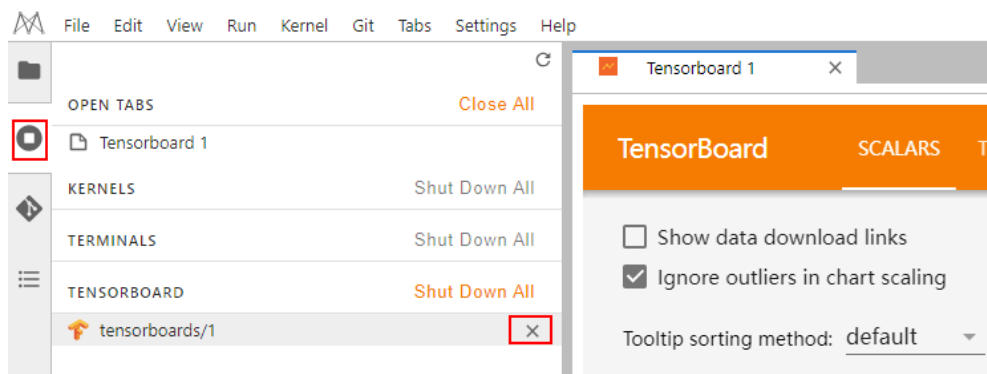 File Edit View Run Kernel Git Tabs Settings Help
OPEN TABS Close All
Tensorboard 1
KERNELS Shut Down All
TERMINALS Shut Down All
TENSORBOARD Shut Down All
tensorboards/1
Tensorboard 1
TensorBoard SCALARS
Show data download links
Ignore outliers in chart scaling
Tooltip sorting method: default